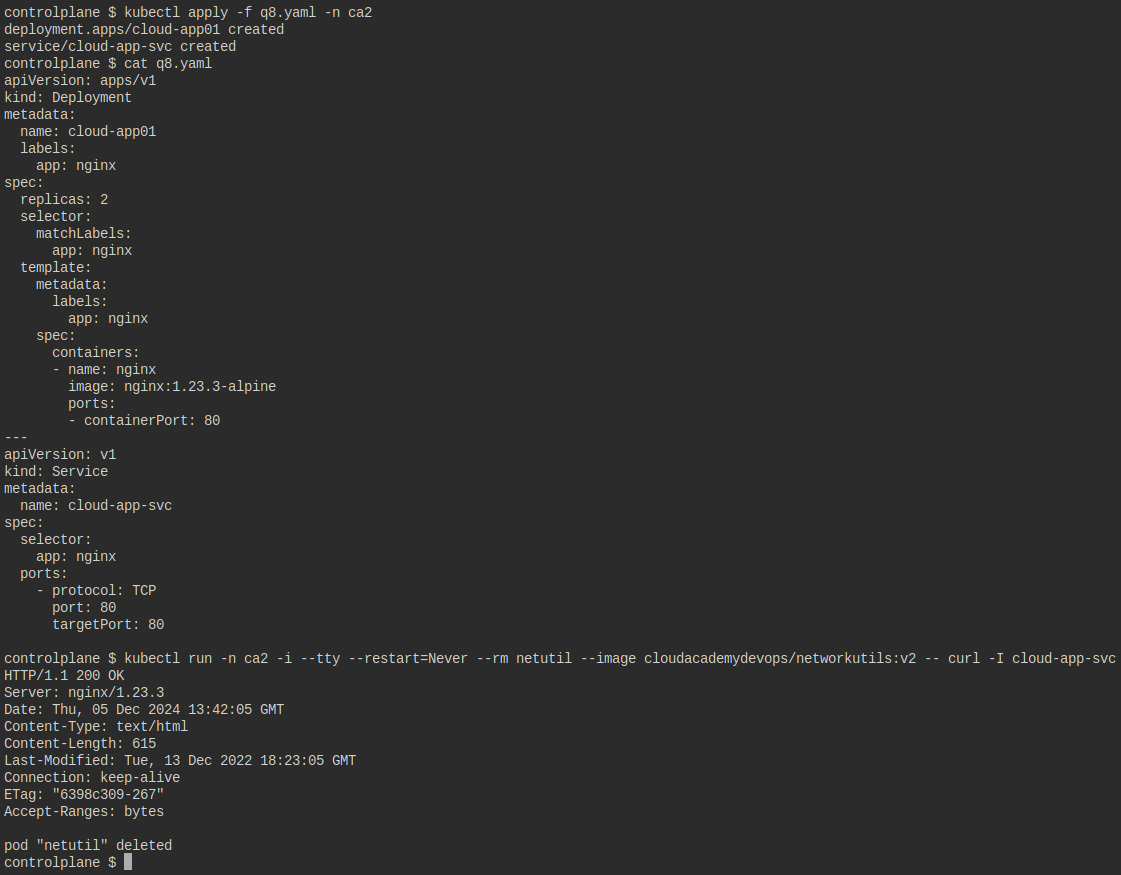 controlplane $ kubectl apply -f q8.yaml -n ca2
deployment.apps/cloud-app01 created
service/cloud-app-svc created
controlplane $ cat q8.yaml
apiVersion: apps/v1
kind: Deployment
metadata:
  name: cloud-app01
  labels:
    app: nginx
spec:
  replicas: 2
  selector:
    matchLabels:
      app: nginx
  template:
    metadata:
      labels:
        app: nginx
    spec:
      containers:
      - name: nginx
        image: nginx:1.23.3-alpine
        ports:
        - containerPort: 80
---
apiVersion: v1
kind: Service
metadata:
  name: cloud-app-svc
spec:
  selector:
    app: nginx
  ports:
    - protocol: TCP
      port: 80
      targetPort: 80

controlplane $ kubectl run -n ca2 -i --tty --restart=Never --rm netutil --image cloudacademydevops/networkutils:v2 -- curl -I cloud-app-svc
HTTP/1.1 200 OK
Server: nginx/1.23.3
Date: Thu, 05 Dec 2024 13:42:05 GMT
Content-Type: text/html
Content-Length: 615
Last-Modified: Tue, 13 Dec 2022 18:23:05 GMT
Connection: keep-alive
ETag: "6398c309-267"
Accept-Ranges: bytes

pod "netutil" deleted
controlplane $